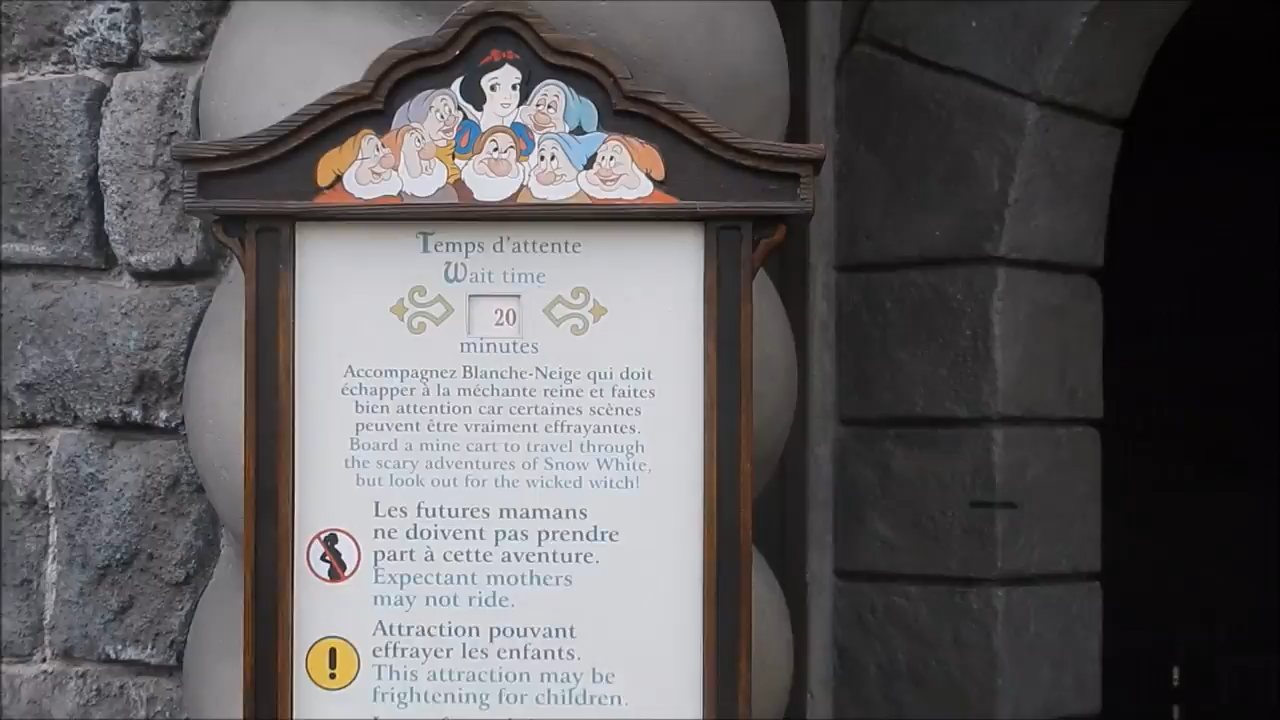 Temps d'attente
Wait time
20
minutes
Accompagnez Blanche-Neige qui doit
échapper à la méchante reine et faites
bien attention car certaines scènes
peuvent être vraiment effrayantes.
Board a mine cart to travel through
the scary adventures of Snow White,
but look out for the wicked witch!
Les futures mamans
ne doivent pas prendre
part à cette aventure.
Expectant mothers
may not ride.
Attraction pouvant
effrayer les enfants.
This attraction may be
frightening for children.